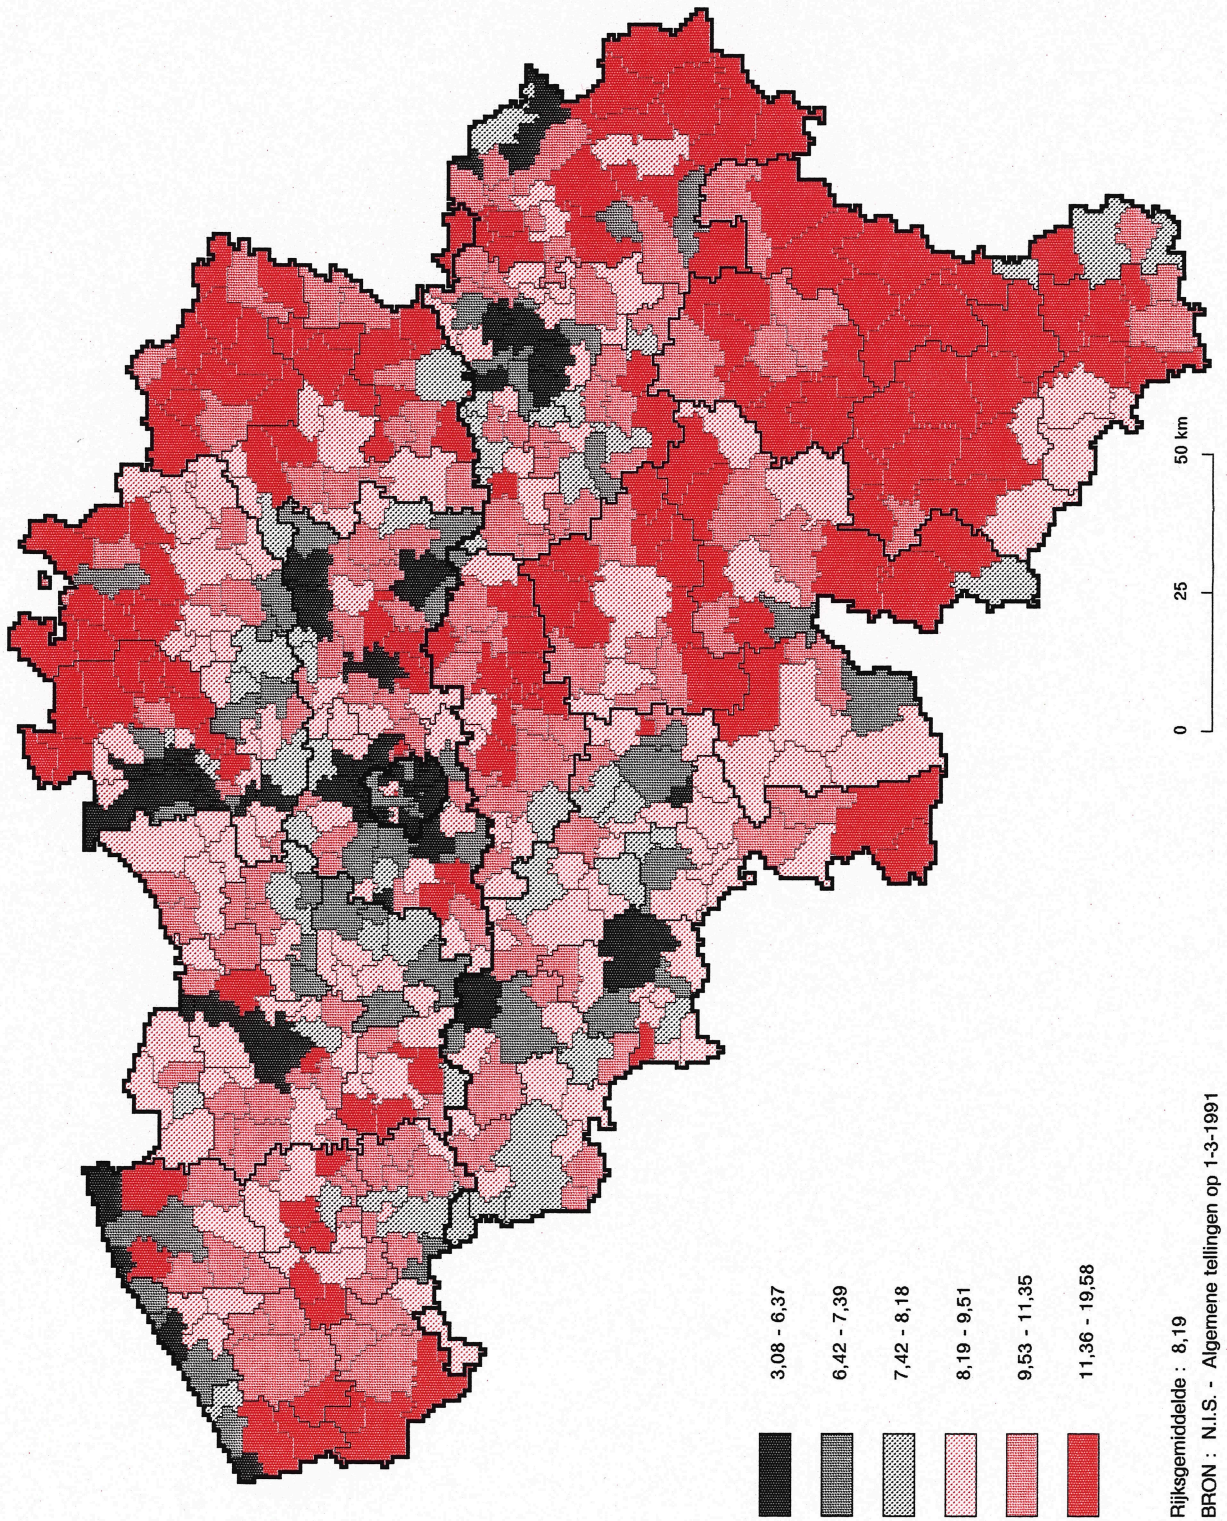 3,08 - 6,37
6,42 - 7,39
7,42 - 8,18
8,19 - 9,51
9,53 - 11,35
11,36 - 19,58
0 25 50 km
Rijksgemiddelde : 8,19
BRON : N.I.S. - Algemene tellingen op 1-3-1991